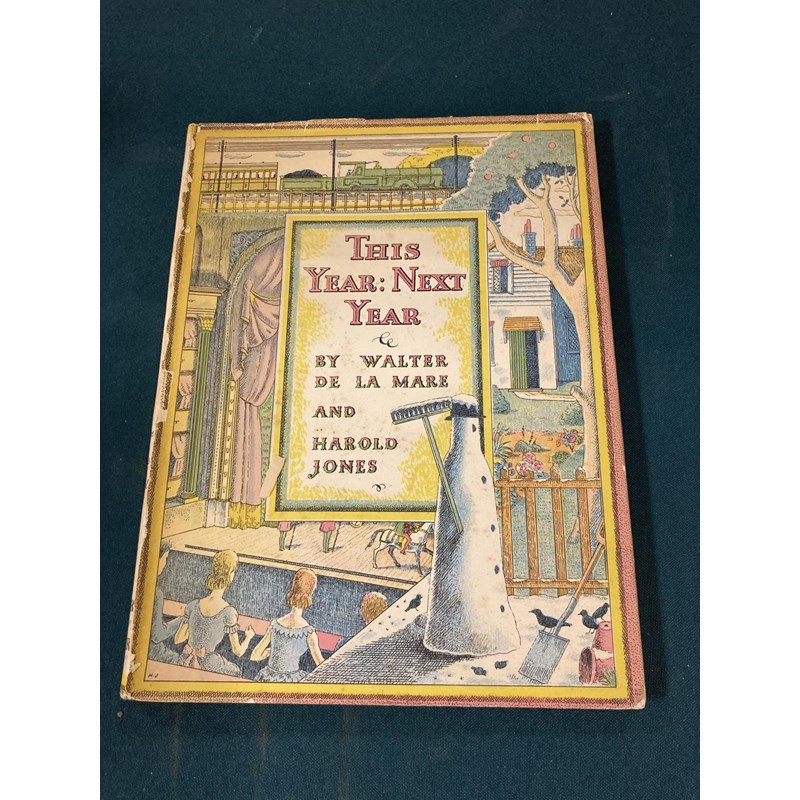 THIS
YEAR: NEXT
YEAR
BY WALTER
DE LA MARE
AND
HAROLD
JONES